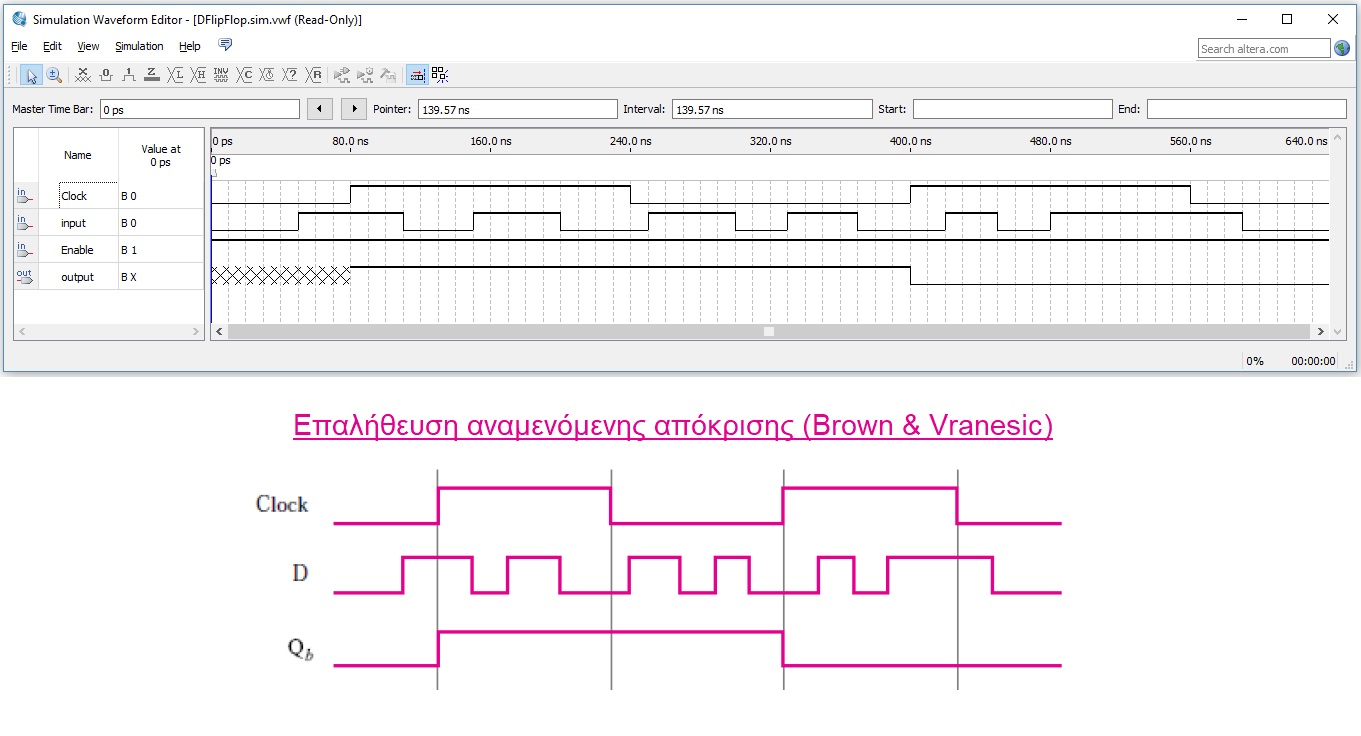 Simulation Waveform Editor - [DFlipFlop.sim.vwf (Read-Only)]
File Edit View Simulation Help
Search altera.com
Master Time Bar: 0 ps Pointer: 139.57 ns Interval: 139.57 ns Start: End:
Name Value at 0 ps
0 ps 80.0 ns 160.0 ns 240.0 ns 320.0 ns 400.0 ns 480.0 ns 560.0 ns 640.0 ns
0 ps
in Clock B 0
in input B 0
in Enable B 1
out output B X
0% 00:00:00
Επαλήθευση αναμενόμενης απόκρισης (Brown & Vranesic)
Clock
D
Qb